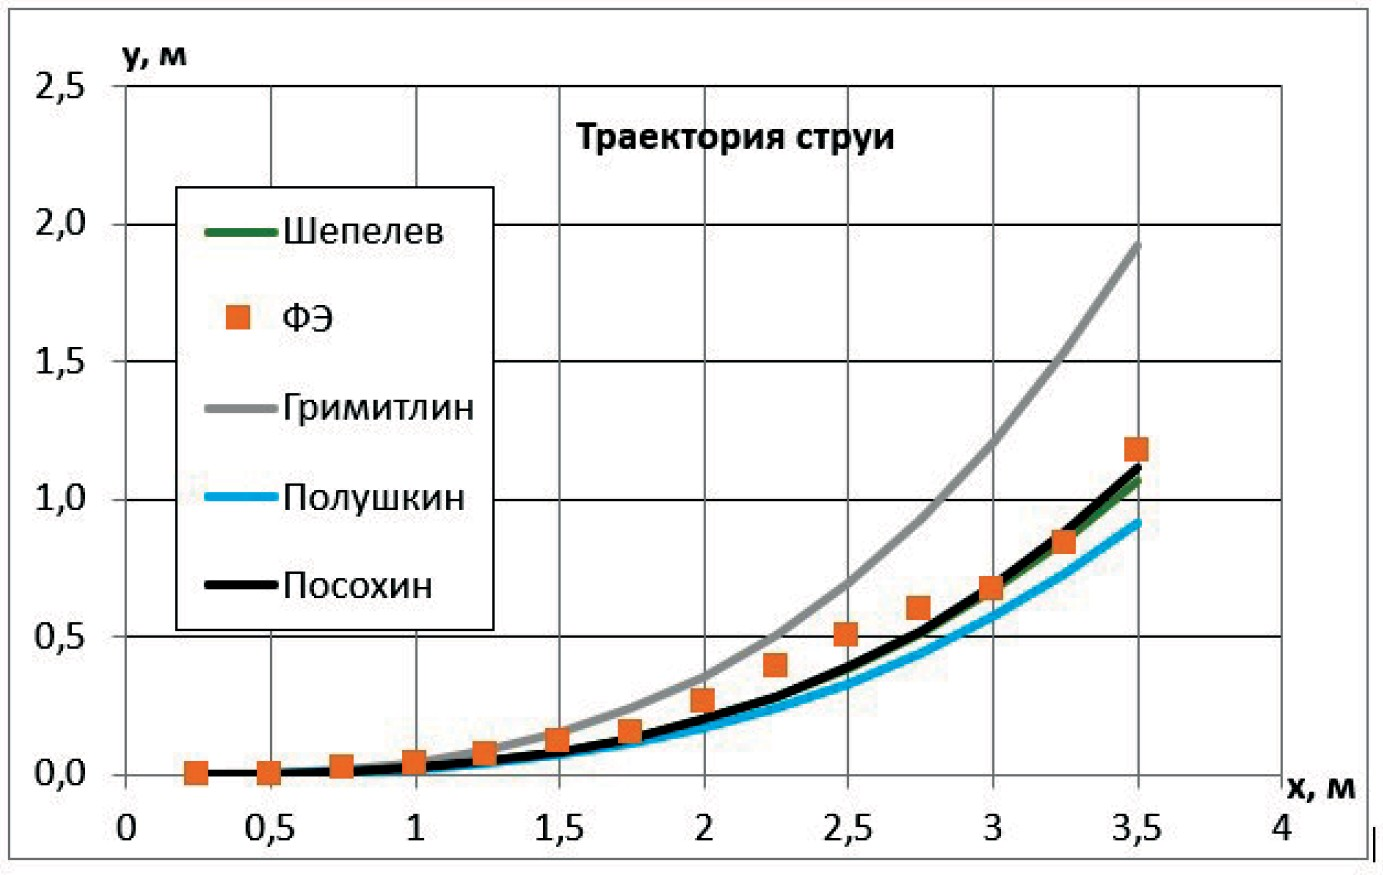 y, м
2,5
Траектория струи
2,0
Шепелев
ФЭ
1,5
Гримитлин
1,0
Полушкин
Посохин
0,5
0,0
x, м
0 0,5 1 1,5 2 2,5 3 3,5 4